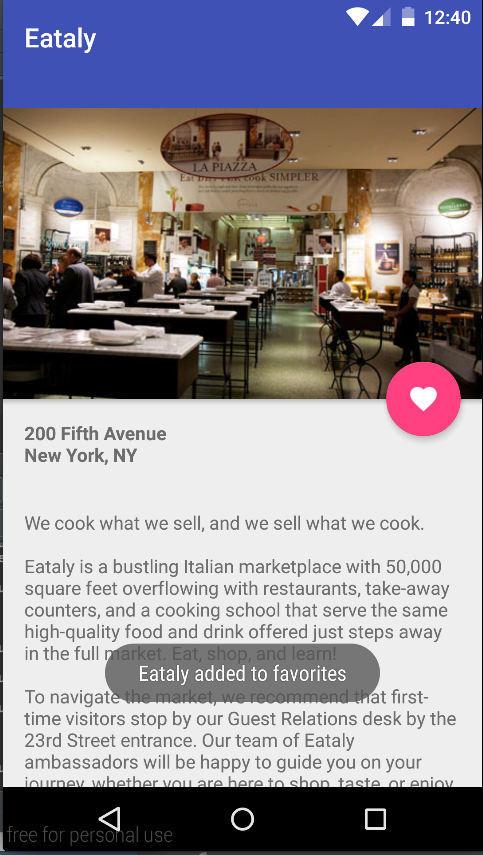 12:40
Eataly
LA PIAZZA
Eat BETTER cook SIMPLER
200 Fifth Avenue
New York, NY
We cook what we sell, and we sell what we cook.
Eataly is a bustling Italian marketplace with 50,000
square feet overflowing with restaurants, take-away
counters, and a cooking school that serve the same
high-quality food and drink offered just steps away
in the full market. Eat, shop, and learn!
Eataly added to favorites
To navigate the market, we recommend that first-
time visitors stop by our Guest Relations desk by the
23rd Street entrance. Our team of Eataly
ambassadors will be happy to guide you on your
journey, whether you are here to shop, taste, or enjoy
free for personal use